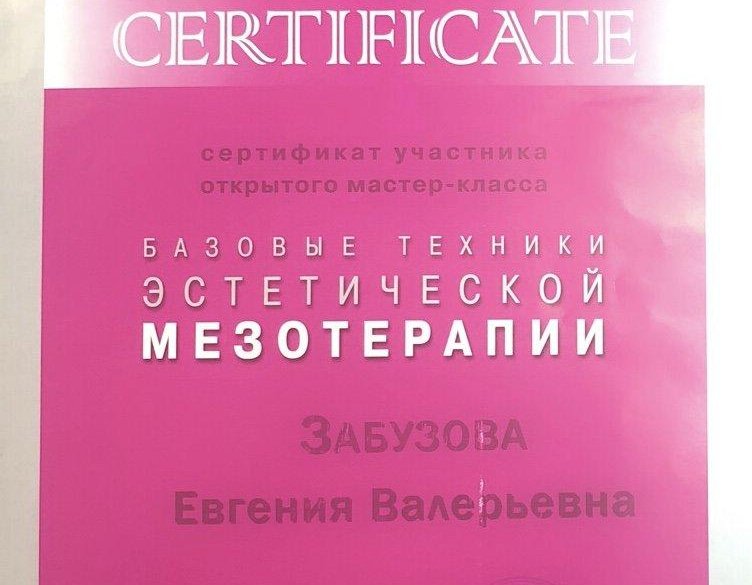 CERTIFICATE
сертификат участника
открытого мастер-класса
БАЗОВЫЕ ТЕХНИКИ
ЭСТЕТИЧЕСКОЙ
МЕЗОТЕРАПИИ
ЗАБУЗОВА
Евгения Валерьевна